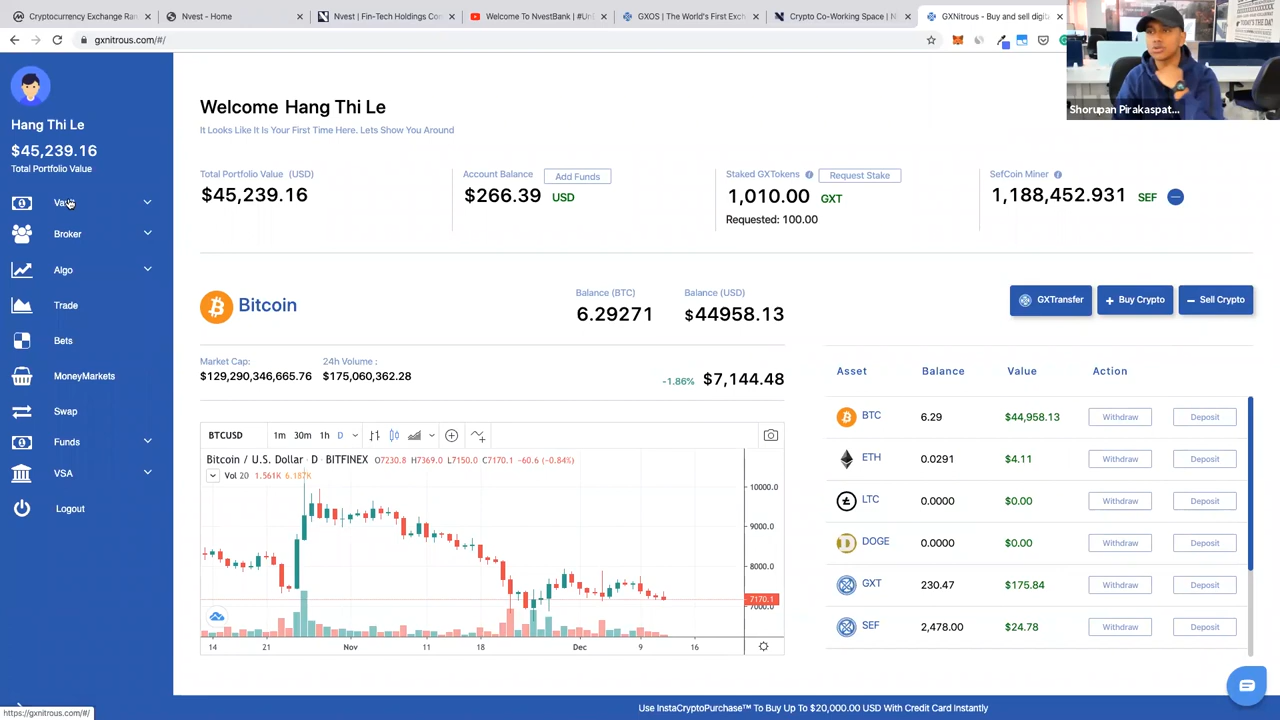 Cryptocurrency Exchange Ran
Nvest - Home
Nvest | Fin-Tech Holdings Co
Welcome To NvestBank | #Un
GXOS | The World's First Exc
Crypto Co-Working Space | N
GXNitrous - Buy and sell digit
gxnitrous.com/#/
Shorupan Pirakaspat...
Hang Thi Le
$45,239.16
Total Portfolio Value
Broker
Algo
Trade
Bets
MoneyMarkets
Swap
Funds
VSA
Logout
https://gxnitrous.com/#/
Welcome Hang Thi Le
It Looks Like It Is Your First Time Here. Lets Show You Around
Total Portfolio Value (USD)
$45,239.16
Account Balance Add Funds
$266.39 USD
Staked GXTokens Request Stake
1,010.00 GXT
Requested: 100.00
SefCoin Miner
1,188,452.931 SEF
Bitcoin
Balance (BTC)
6.29271
Balance (USD)
$44958.13
GXTransfer
+ Buy Crypto
– Sell Crypto
Market Cap:
$129,290,346,665.76
24h Volume :
$175,060,362.28
-1.86% $7,144.48
BTCUSD 1m 30m 1h D
Bitcoin / U.S. Dollar · D · BITFINEX O7230.8 H7369.0 L7150.0 C7170.1 -60.6 (-0.84%)
Vol 20 1.561K 6.182K
10000.0
9000.0
8000.0
7170.1
7000.0
14 21 Nov 11 18 Dec 9 16
Asset Balance Value Action
BTC 6.29 $44,958.13 Withdraw Deposit
ETH 0.0291 $4.11 Withdraw Deposit
LTC 0.0000 $0.00 Withdraw Deposit
DOGE 0.0000 $0.00 Withdraw Deposit
GXT 230.47 $175.84 Withdraw Deposit
SEF 2,478.00 $24.78 Withdraw Deposit
Use InstaCryptoPurchase™ To Buy Up To $20,000.00 USD With Credit Card Instantly